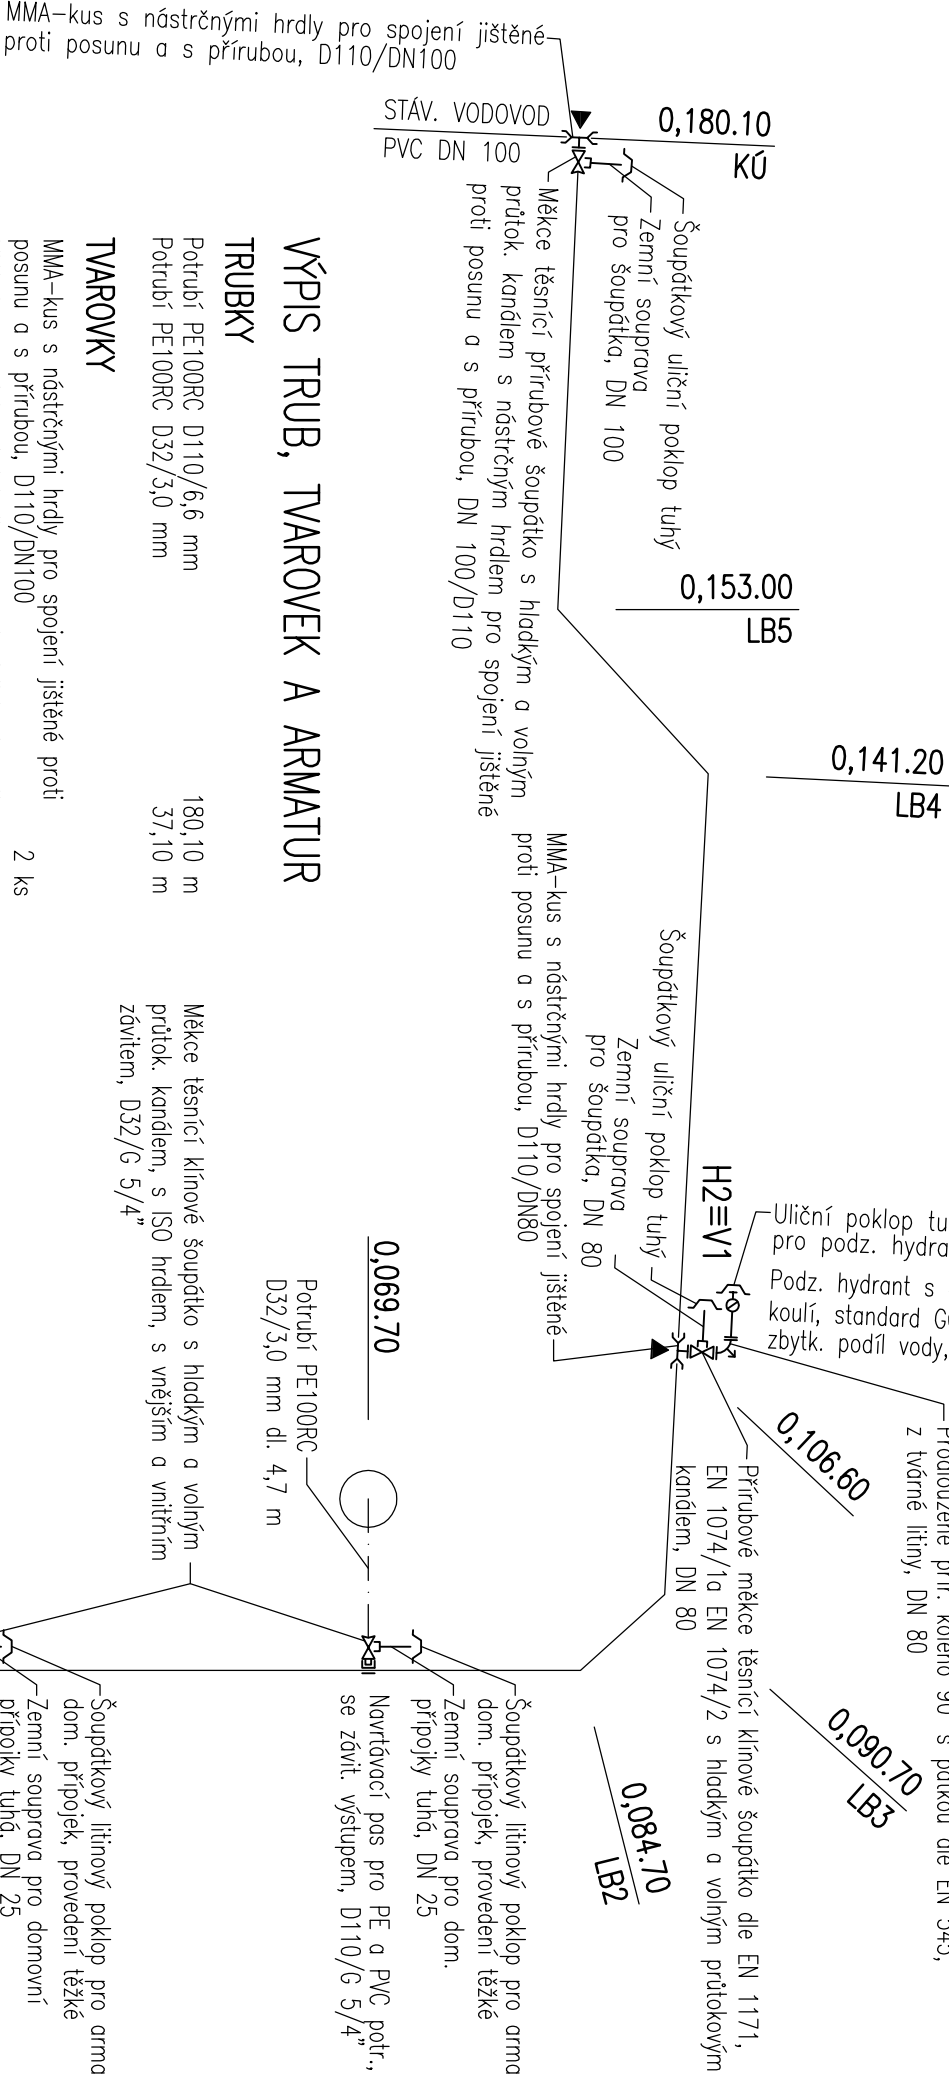 MMA-kus s nástrčnými hrdly pro spojení jištěné
proti posunu a s přírubou, D110/DN100
STÁV. VODOVOD
PVC DN 100
0,180.10
KÚ
Šoupátkový uliční poklop tuhý
Zemní souprava
pro šoupátka, DN 100
Měkce těsnící přírubové šoupátko s hladkým a volným
průtok. kanálem s nástrčným hrdlem pro spojení jištěné
proti posunu a s přírubou, DN 100/D110
0,153.00
LB5
0,141.20
LB4
VÝPIS TRUB, TVAROVEK A ARMATUR
TRUBKY
Potrubí PE100RC D110/6,6 mm 180,10 m
Potrubí PE100RC D32/3,0 mm 37,10 m
TVAROVKY
MMA-kus s nástrčnými hrdly pro spojení jištěné proti
posunu a s přírubou, D110/DN100 2 ks
MMA-kus s nástrčnými hrdly pro spojení jištěné
proti posunu a s přírubou, D110/DN80
Šoupátkový uliční poklop tuhý
Zemní souprava
pro šoupátka, DN 80
H2≡V1
Uliční poklop tu
pro podz. hydra
Podz. hydrant s
koulí, standard
zbytk. podíl vody,
přír. koleno 90° s patkou dle EN 545,
z tvárné litiny, DN 80
0,106.60
Přírubové měkce těsnící klínové šoupátko dle EN 1171,
EN 1074/1a EN 1074/2 s hladkým a volným průtokovým
kanálem, DN 80
0,090.70
LB3
0,084.70
LB2
0,069.70
Potrubí PE100RC
D32/3,0 mm dl. 4,7 m
Měkce těsnící klínové šoupátko s hladkým a volným
průtok. kanálem, s ISO hrdlem, s vnějším a vnitřním
závitem, D32/G 5/4"
Šoupátkový litinový poklop pro arma
dom. přípojek, provedení těžké
Zemní souprava pro dom.
přípojky tuhá, DN 25
Navrtávací pas pro PE a PVC potr.,
se závit. výstupem, D110/G 5/4"
Šoupátkový litinový poklop pro arma
dom. přípojek, provedení těžké
Zemní souprava pro domovní
přípojky tuhá, DN 25